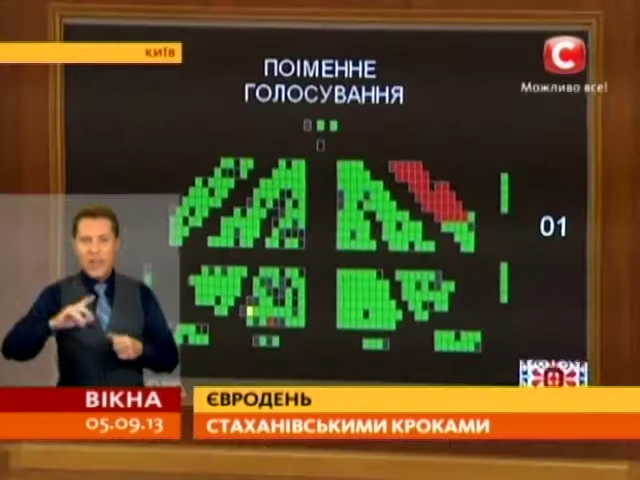 КИЇВ
ПОІМЕННЕ
ГОЛОСУВАННЯ
Можливо все!
01
ВІКНА
05.09.13
ЄВРОДЕНЬ
СТАХАНІВСЬКИМИ КРОКАМИ